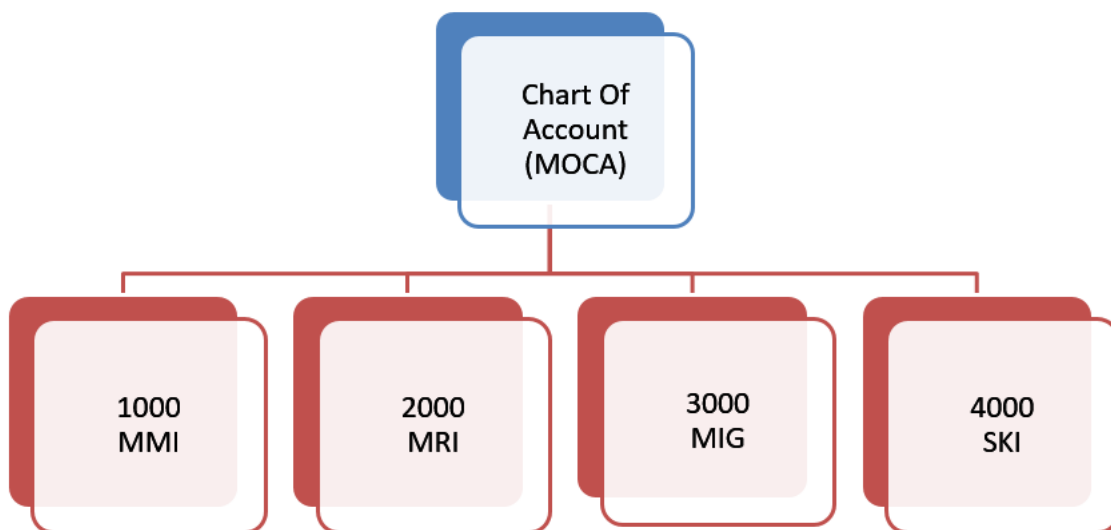 Chart Of
Account
(MOCA)
1000
MMI
2000
MRI
3000
MIG
4000
SKI